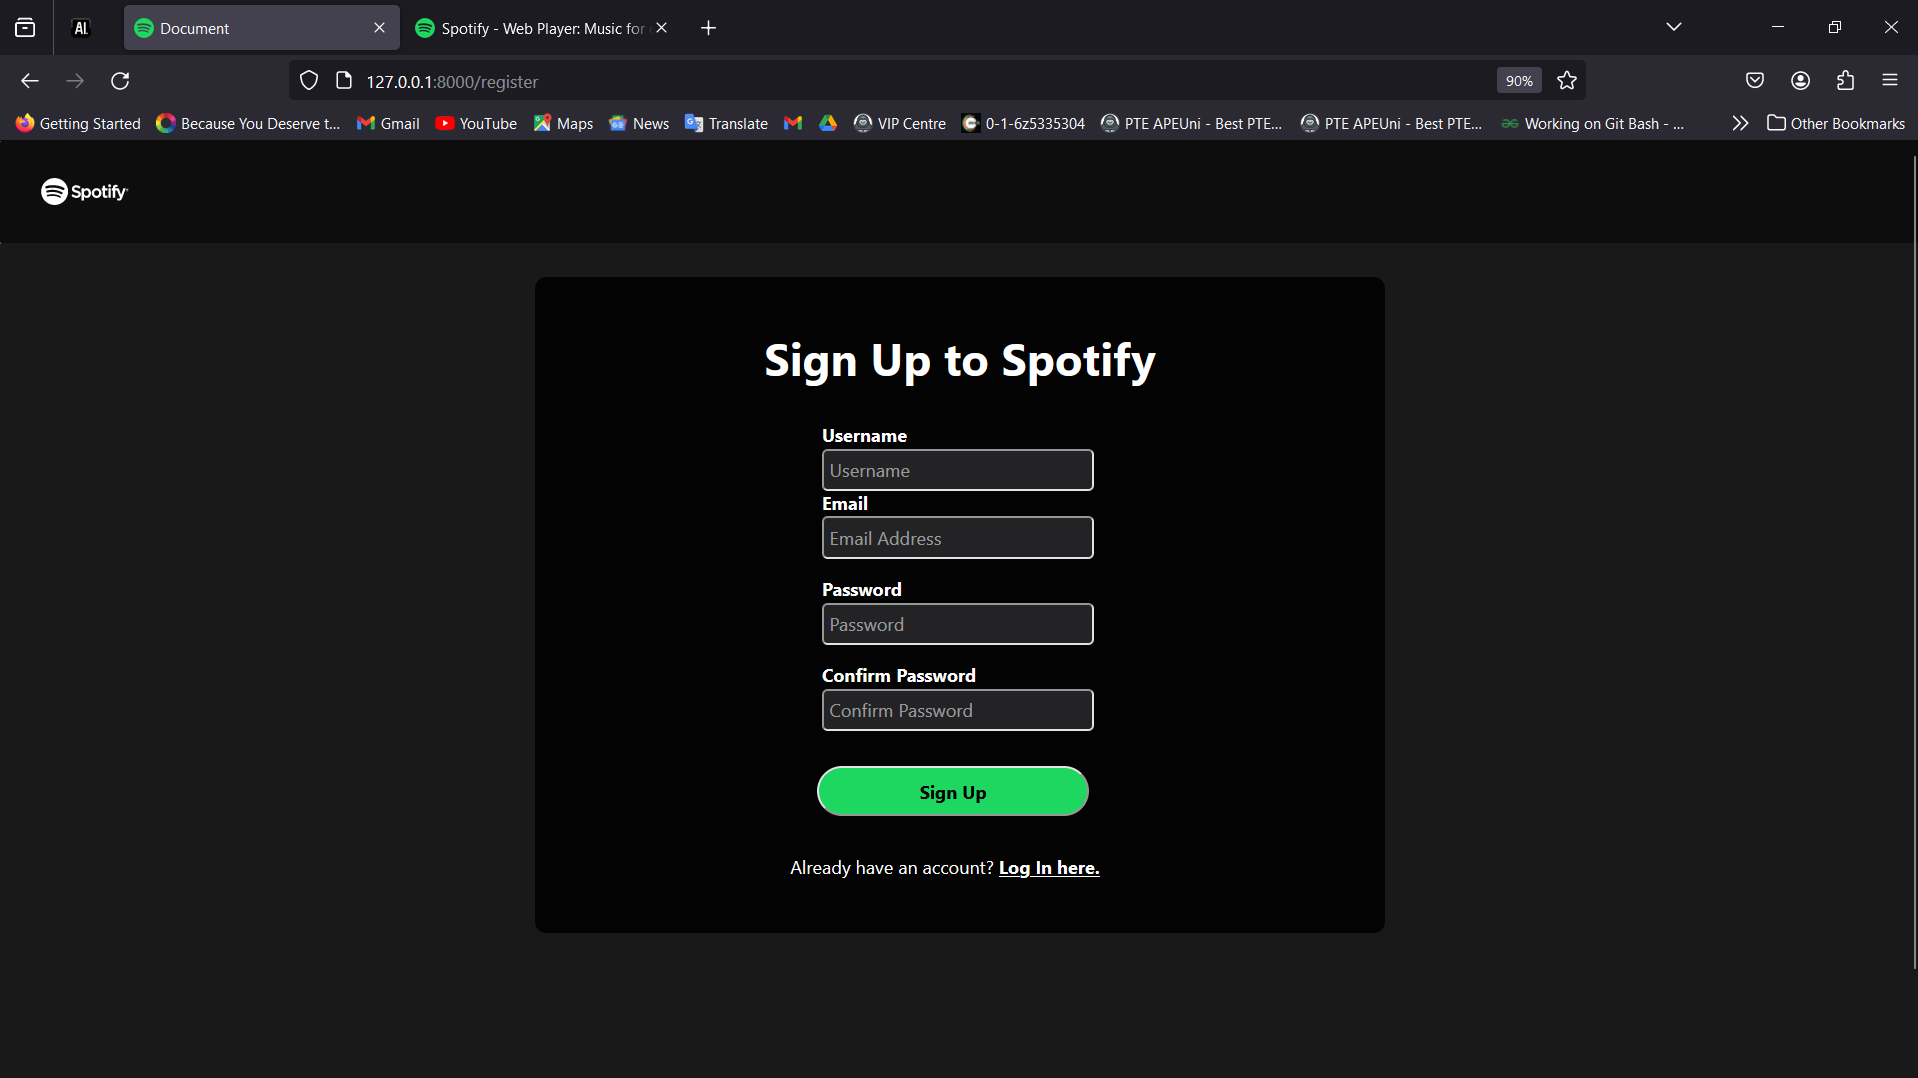 AI.
Document
Spotify - Web Player: Music for
127.0.0.1:8000/register
90%
Getting Started
Because You Deserve t...
Gmail
YouTube
Maps
News
Translate
VIP Centre
0-1-6z5335304
PTE APEUni - Best PTE...
PTE APEUni - Best PTE...
Working on Git Bash - ...
Other Bookmarks
Spotify
Sign Up to Spotify
Username
Username
Email
Email Address
Password
Password
Confirm Password
Confirm Password
Sign Up
Already have an account? Log In here.